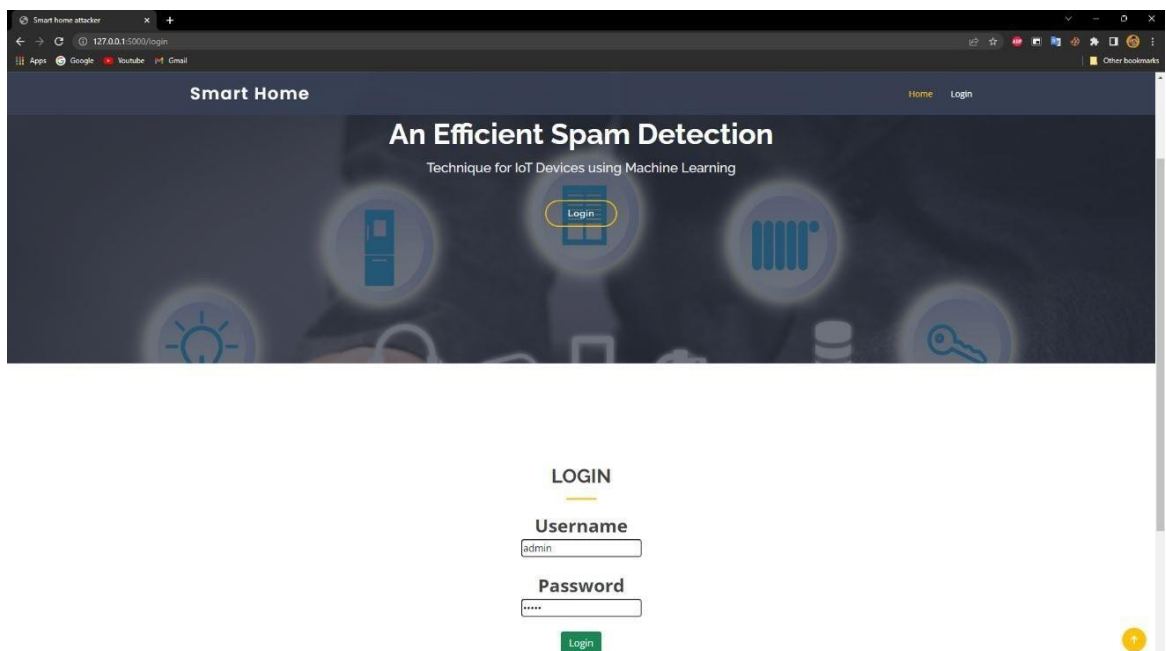 Smart home attacker
127.0.0.1:5000/login
Apps Google Youtube Gmail Other bookmarks
Smart Home Home Login
An Efficient Spam Detection
Technique for IoT Devices using Machine Learning
Login
LOGIN
Username
admin
Password
•••••
Login